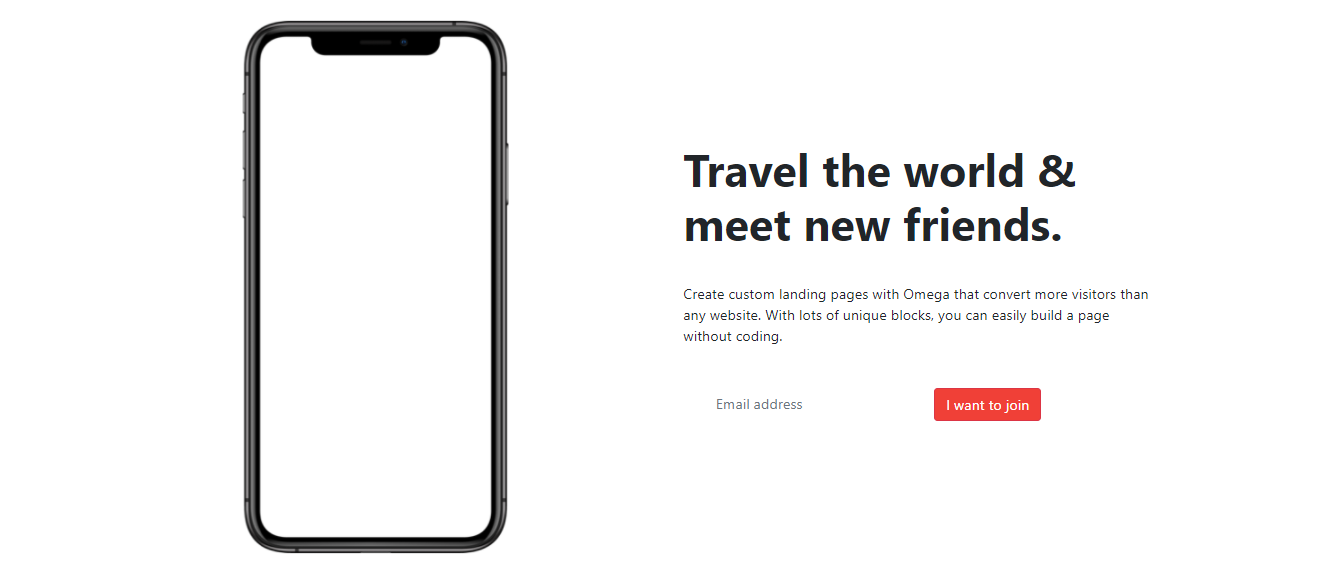 Travel the world &
meet new friends.
Create custom landing pages with Omega that convert more visitors than
any website. With lots of unique blocks, you can easily build a page
without coding.
Email address
I want to join